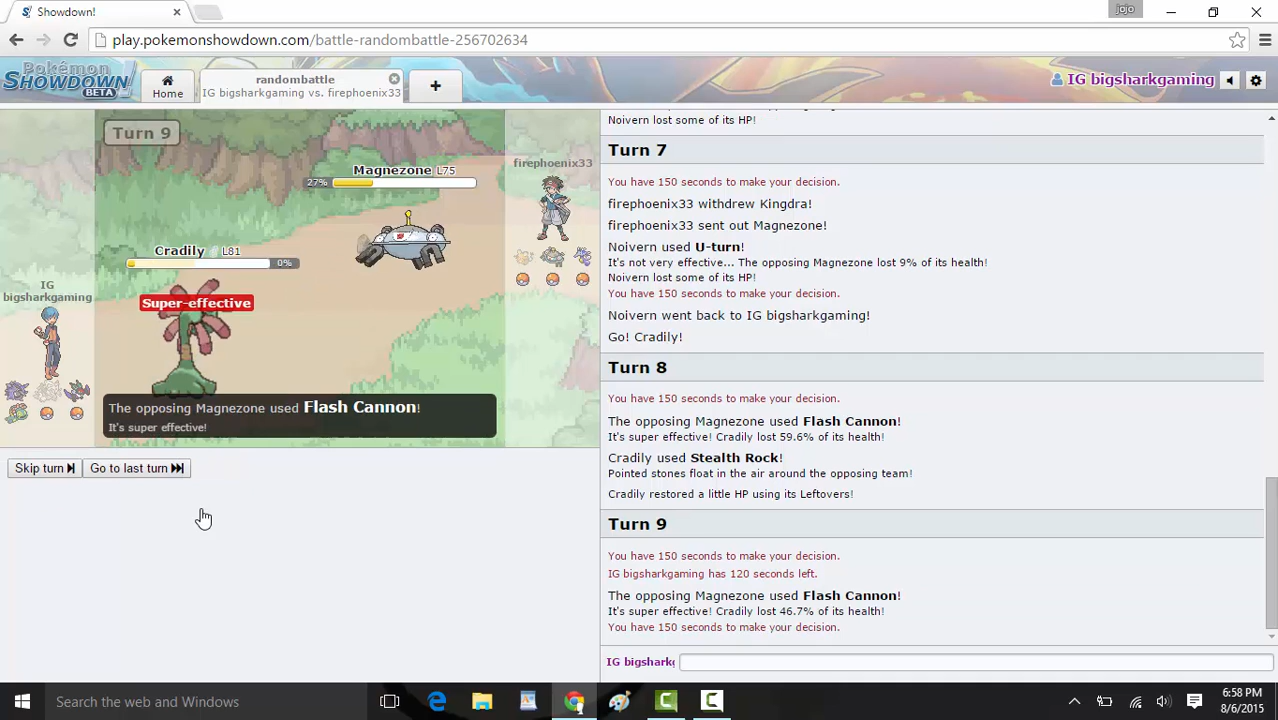 Showdown!
jojo
play.pokemonshowdown.com/battle-randombattle-256702634
Pokémon
SHOWDOWN
BETA
Home
randombattle
IG bigsharkgaming vs. firephoenix33
IG bigsharkgaming
Turn 9
Magnezone L75
27%
firephoenix33
Cradily L81
0%
IG
bigsharkgaming
Super-effective
The opposing Magnezone used Flash Cannon!
It's super effective!
Skip turn
Go to last turn
Noivern lost some of its HP!
Turn 7
You have 150 seconds to make your decision.
firephoenix33 withdrew Kingdra!
firephoenix33 sent out Magnezone!
Noivern used U-turn!
It's not very effective... The opposing Magnezone lost 9% of its health!
Noivern lost some of its HP!
You have 150 seconds to make your decision.
Noivern went back to IG bigsharkgaming!
Go! Cradily!
Turn 8
You have 150 seconds to make your decision.
The opposing Magnezone used Flash Cannon!
It's super effective! Cradily lost 59.6% of its health!
Cradily used Stealth Rock!
Pointed stones float in the air around the opposing team!
Cradily restored a little HP using its Leftovers!
Turn 9
You have 150 seconds to make your decision.
IG bigsharkgaming has 120 seconds left.
The opposing Magnezone used Flash Cannon!
It's super effective! Cradily lost 46.7% of its health!
You have 150 seconds to make your decision.
IG bigshark
Search the web and Windows
6:58 PM
8/6/2015